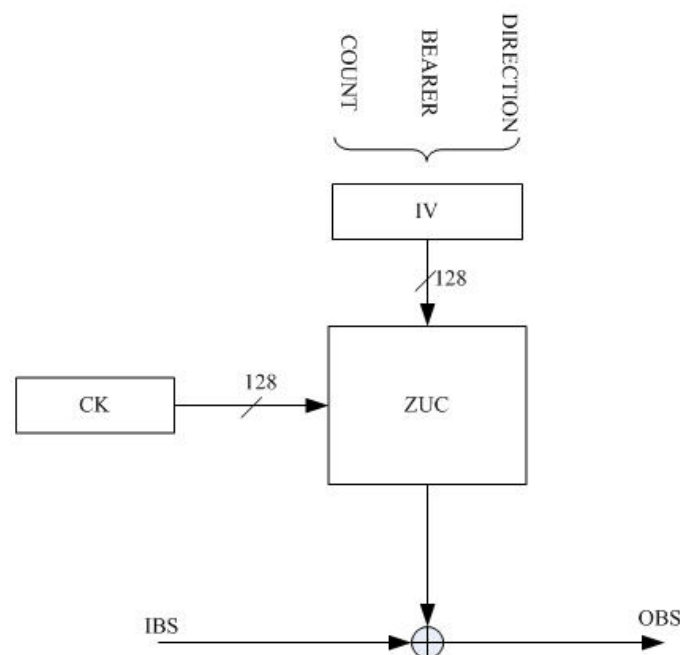 COUNT
BEARER
DIRECTION
IV
128
128
CK
ZUC
IBS
OBS